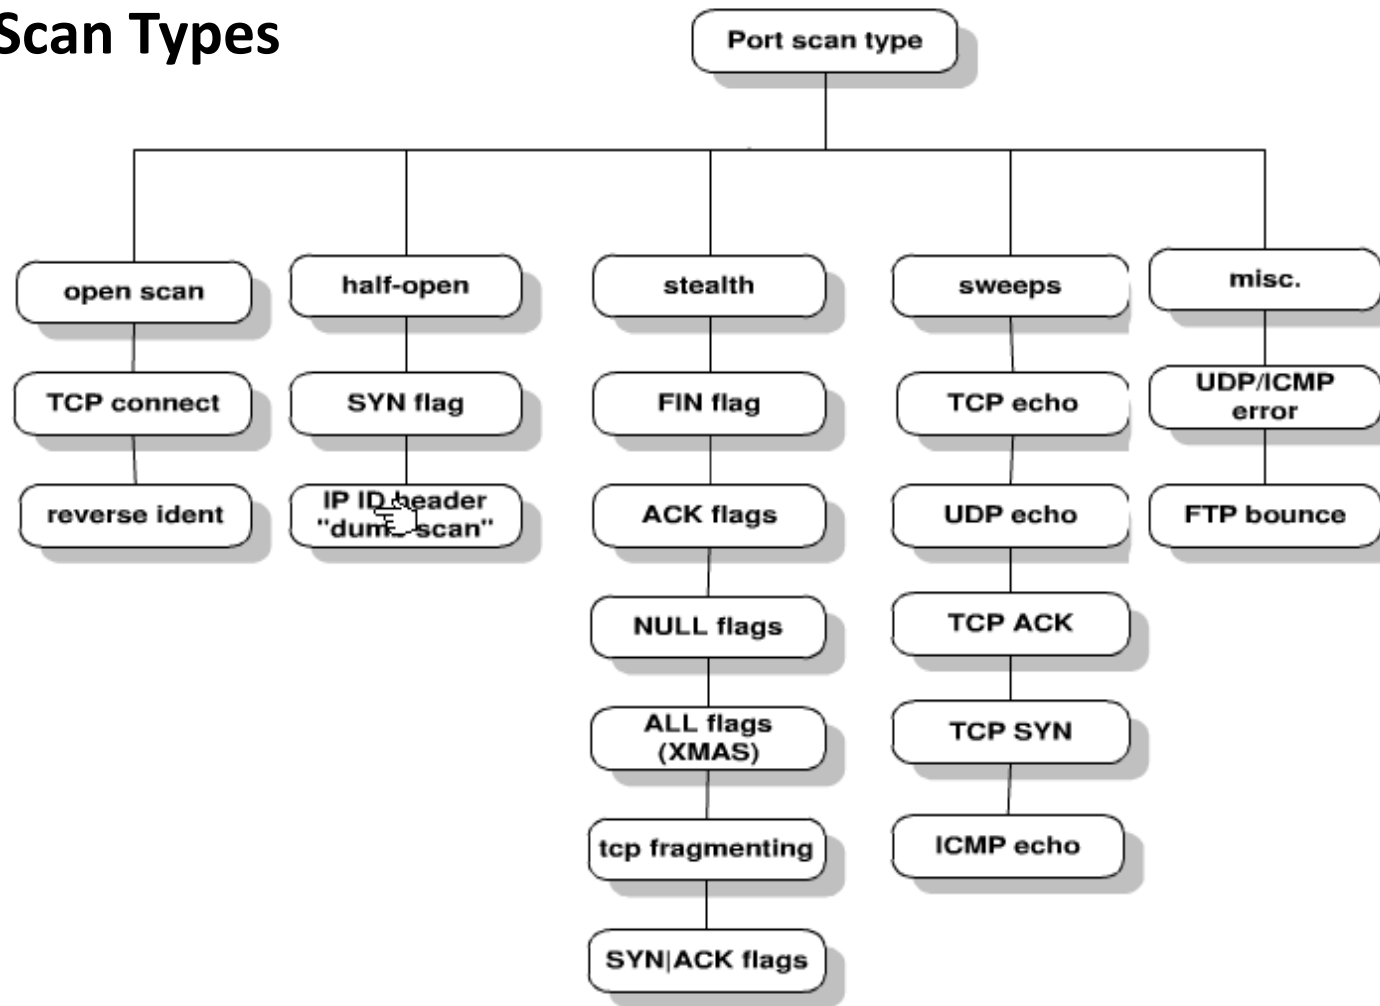 Scan Types
Port scan type
open scan
TCP connect
reverse ident
half-open
SYN flag
IP ID header
"dumb scan"
stealth
FIN flag
ACK flags
NULL flags
ALL flags
(XMAS)
tcp fragmenting
SYN|ACK flags
sweeps
TCP echo
UDP echo
TCP ACK
TCP SYN
ICMP echo
misc.
UDP/ICMP
error
FTP bounce